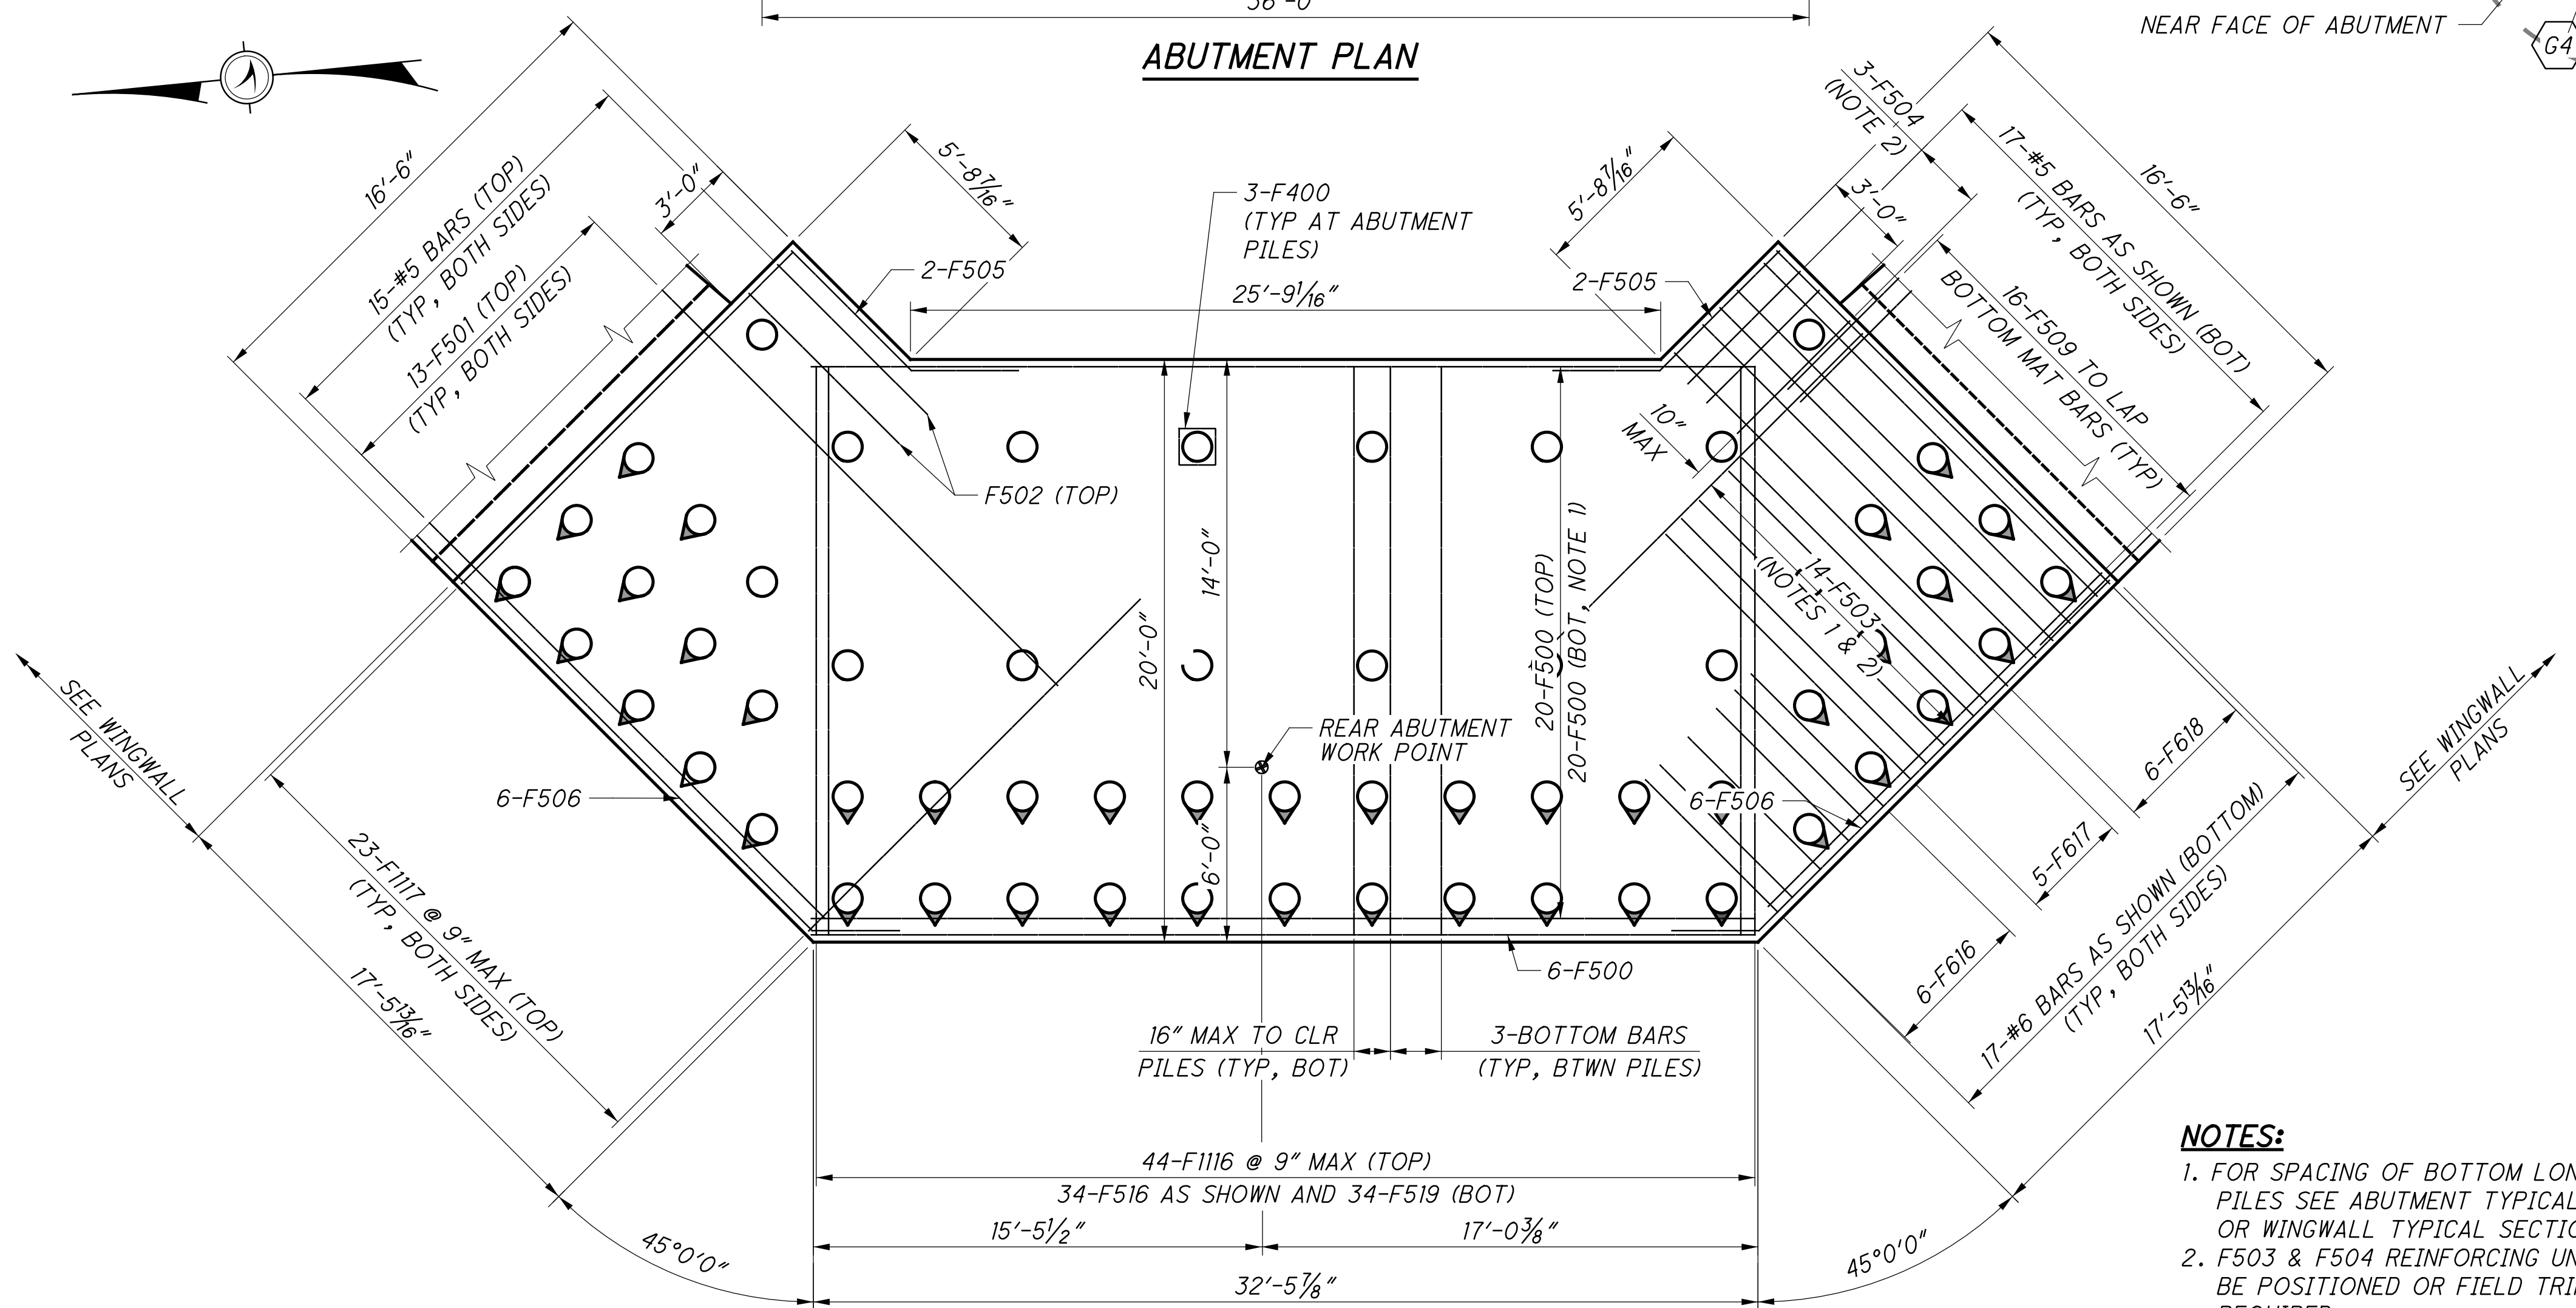 36'-0"
ABUTMENT PLAN
NEAR FACE OF ABUTMENT
G4
16'-6"
15-#5 BARS (TOP)
(TYP, BOTH SIDES)
13-F501 (TOP)
(TYP, BOTH SIDES)
3'-0"
5'-8 7/16"
2-F505
3-F400
(TYP AT ABUTMENT
PILES)
25'-9 1/16"
5'-8 7/16"
2-F505
3-F504
(NOTE 2)
3'-0"
17-#5 BARS AS SHOWN (BOT)
(TYP, BOTH SIDES)
16'-6"
16-F509 TO LAP
BOTTOM MAT BARS (TYP)
10"
MAX
F502 (TOP)
14'-0"
20'-0"
6'-0"
20-F500 (TOP)
20-F500 (BOT, NOTE 1)
14-F503
(NOTES 1 & 2)
REAR ABUTMENT
WORK POINT
SEE WINGWALL
PLANS
6-F506
6-F506
6-F618
5-F617
6-F616
SEE WINGWALL
PLANS
23-F1117 @ 9" MAX (TOP)
(TYP, BOTH SIDES)
17'-5 13/16"
6-F500
17-#6 BARS AS SHOWN (BOTTOM)
(TYP, BOTH SIDES)
17'-5 13/16"
16" MAX TO CLR
PILES (TYP, BOT)
3-BOTTOM BARS
(TYP, BTWN PILES)
44-F1116 @ 9" MAX (TOP)
34-F516 AS SHOWN AND 34-F519 (BOT)
15'-5 1/2"
17'-0 3/8"
45°0'0"
45°0'0"
32'-5 7/8"
NOTES:
1. FOR SPACING OF BOTTOM LON
PILES SEE ABUTMENT TYPICAL
OR WINGWALL TYPICAL SECTIO
2. F503 & F504 REINFORCING UN
BE POSITIONED OR FIELD TRI